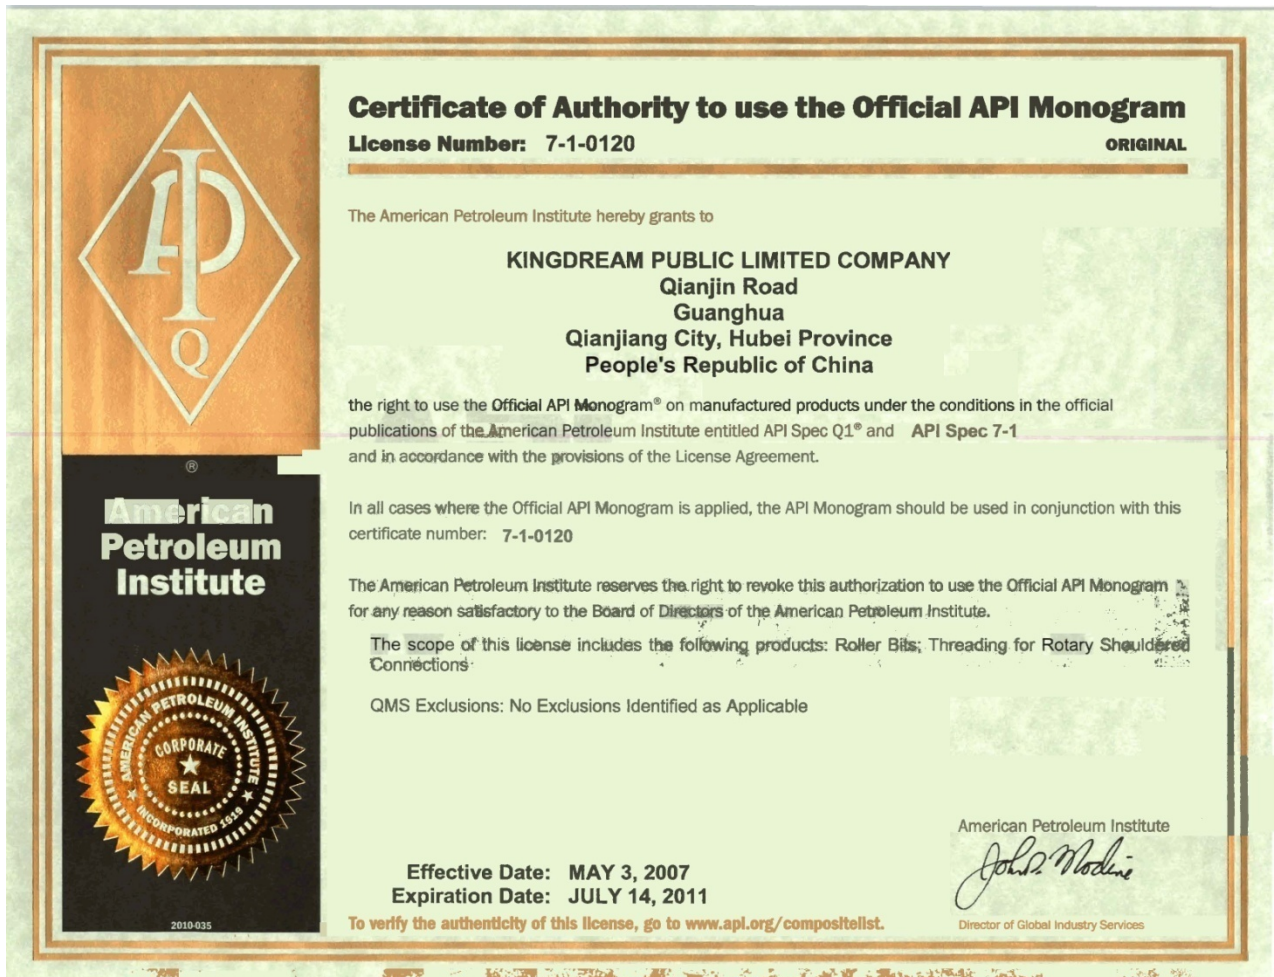 Certificate of Authority to use the Official API Monogram
License Number: 7-1-0120
ORIGINAL
The American Petroleum Institute hereby grants to
KINGDREAM PUBLIC LIMITED COMPANY
Qianjin Road
Guanghua
Qianjiang City, Hubei Province
People's Republic of China
the right to use the Official API Monogram® on manufactured products under the conditions in the official
publications of the American Petroleum Institute entitled API Spec Q1® and API Spec 7-1
and in accordance with the provisions of the License Agreement.
In all cases where the Official API Monogram is applied, the API Monogram should be used in conjunction with this
certificate number: 7-1-0120
The American Petroleum Institute reserves the right to revoke this authorization to use the Official API Monogram
for any reason satisfactory to the Board of Directors of the American Petroleum Institute.
The scope of this license includes the following products: Roller Bits; Threading for Rotary Shouldered
Connections
QMS Exclusions: No Exclusions Identified as Applicable
American Petroleum Institute
John D. Modine
Director of Global Industry Services
Effective Date: MAY 3, 2007
Expiration Date: JULY 14, 2011
To verify the authenticity of this license, go to www.api.org/compositelist.
API
Q
®
American
Petroleum
Institute
AMERICAN PETROLEUM INSTITUTE
CORPORATE
SEAL
INCORPORATED 1919
2010-035